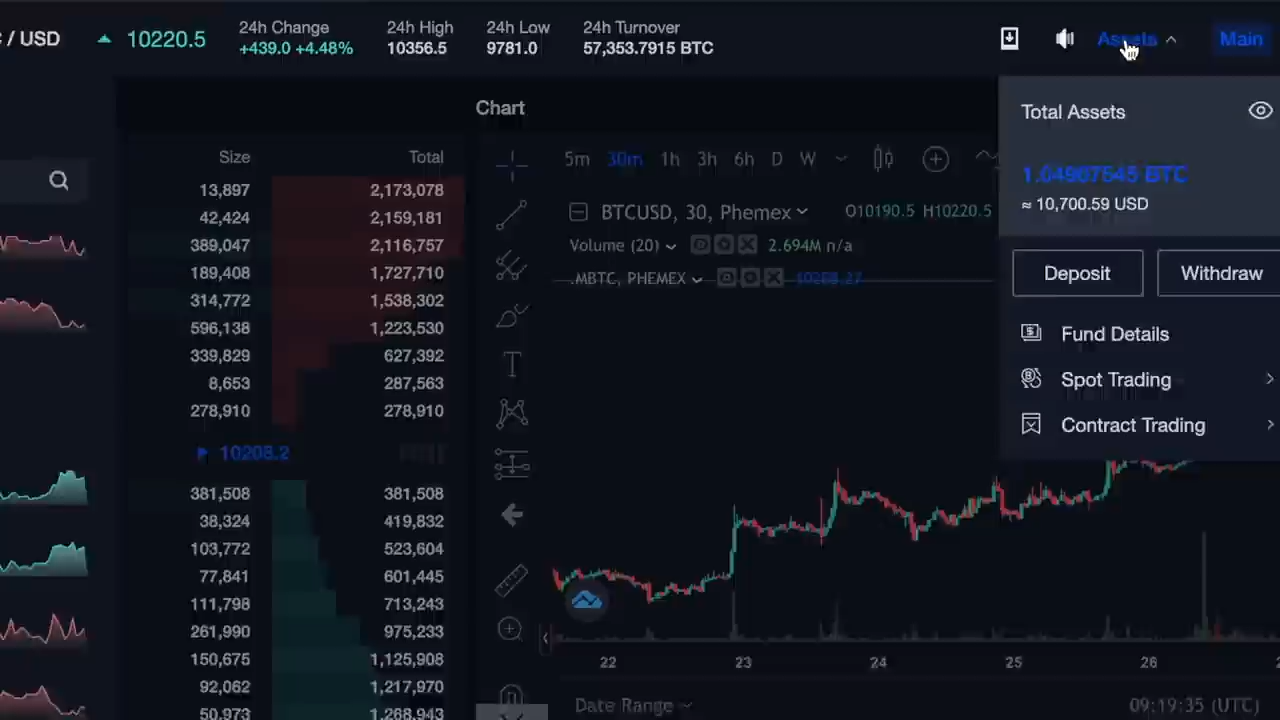 / USD
10220.5
24h Change
+439.0 +4.48%
24h High
10356.5
24h Low
9781.0
24h Turnover
57,353.7915 BTC
Assets
Main
Chart
Total Assets
1.04907545 BTC
≈ 10,700.59 USD
Deposit
Withdraw
Fund Details
Spot Trading
Contract Trading
Size Total
13,897 2,173,078
42,424 2,159,181
389,047 2,116,757
189,408 1,727,710
314,772 1,538,302
596,138 1,223,530
339,829 627,392
8,653 287,563
278,910 278,910
10208.2
381,508 381,508
38,324 419,832
103,772 523,604
77,841 601,445
111,798 713,243
261,990 975,233
150,675 1,125,908
92,062 1,217,970
50,973 1,268,943
5m 30m 1h 3h 6h D W
BTCUSD, 30, Phemex O10190.5 H10220.5
Volume (20) 2.694M n/a
.MBTC, PHEMEX 10208.27
22 23 24 25 26
Date Range 09:19:35 (UTC)